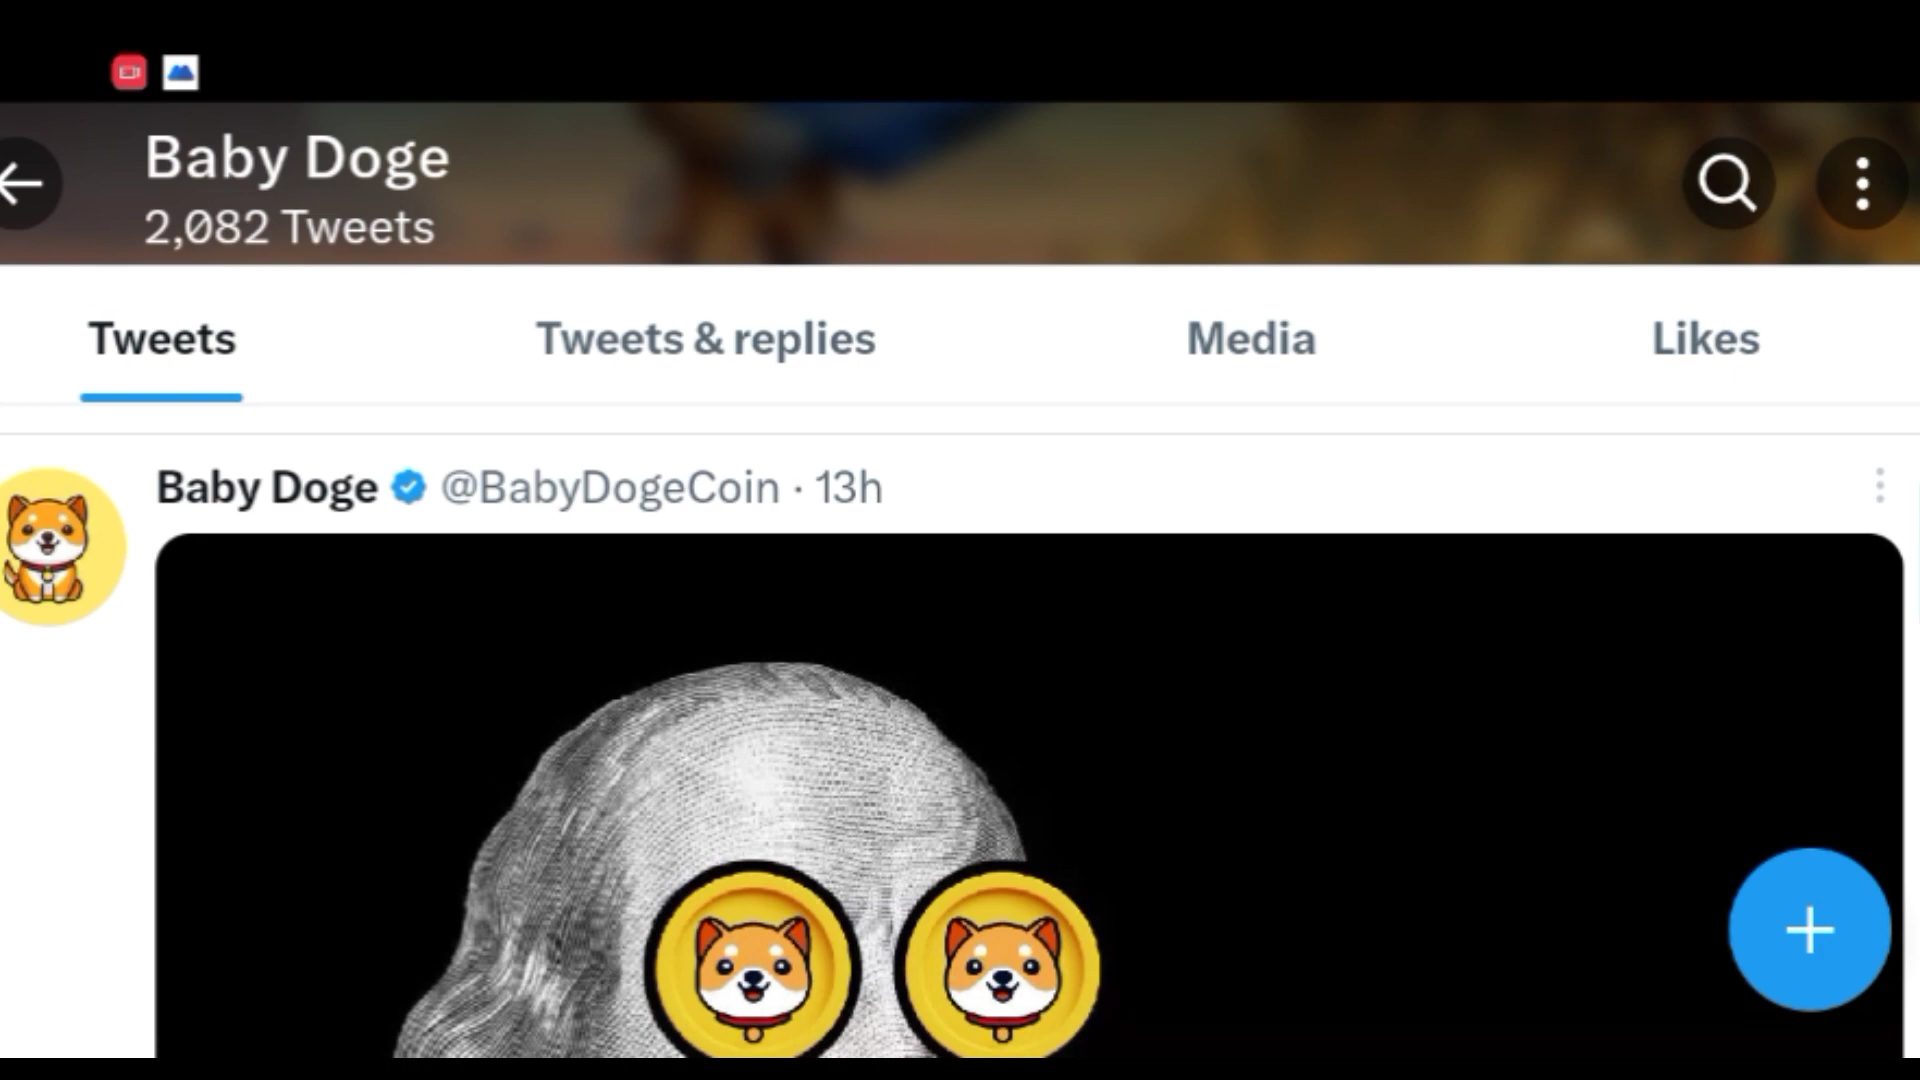 Baby Doge
2,082 Tweets
Tweets Tweets & replies Media Likes
Baby Doge @BabyDogeCoin · 13h